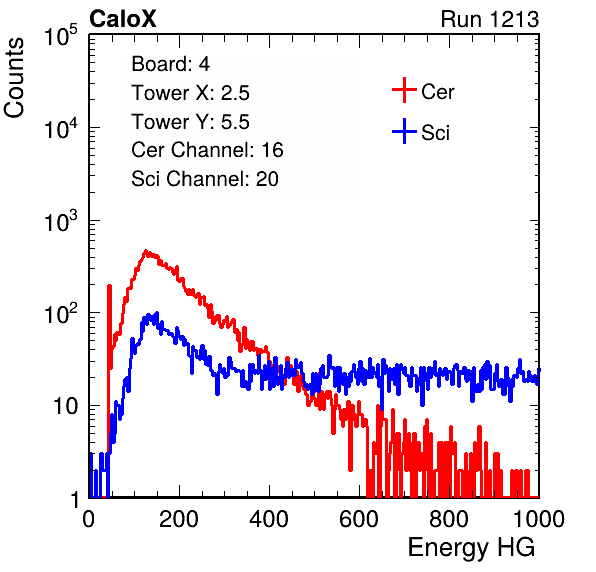 CaloX Run 1213
Board: 4
Tower X: 2.5
Tower Y: 5.5
Cer Channel: 16
Sci Channel: 20
Cer
Sci
Counts
10^5
10^4
10^3
10^2
10
1
0 200 400 600 800 1000
Energy HG